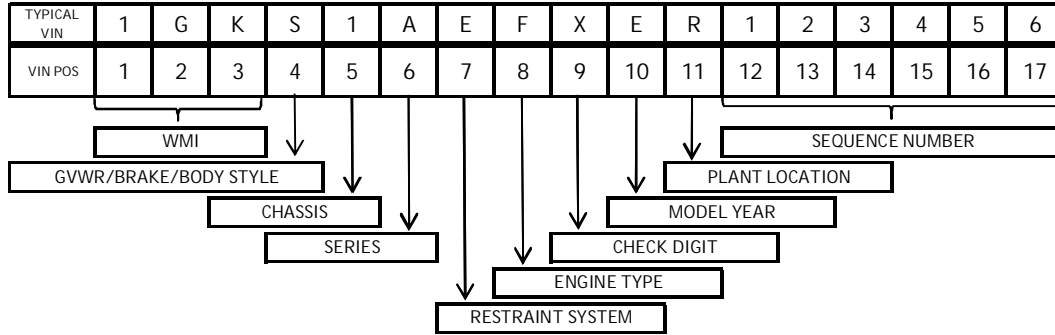 TYPICAL VIN 1 G K S 1 A E F X E R 1 2 3 4 5 6
VIN POS 1 2 3 4 5 6 7 8 9 10 11 12 13 14 15 16 17
WMI SEQUENCE NUMBER
GVWR/BRAKE/BODY STYLE PLANT LOCATION
CHASSIS MODEL YEAR
SERIES CHECK DIGIT
ENGINE TYPE
RESTRAINT SYSTEM